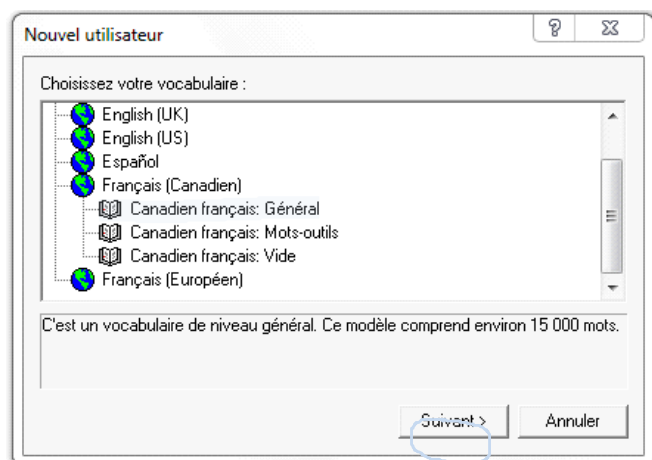 Nouvel utilisateur
Choisissez votre vocabulaire :
English (UK)
English (US)
Español
Français (Canadien)
Canadien français: Général
Canadien français: Mots-outils
Canadien français: Vide
Français (Européen)
C'est un vocabulaire de niveau général. Ce modèle comprend environ 15 000 mots.
Suivant > Annuler